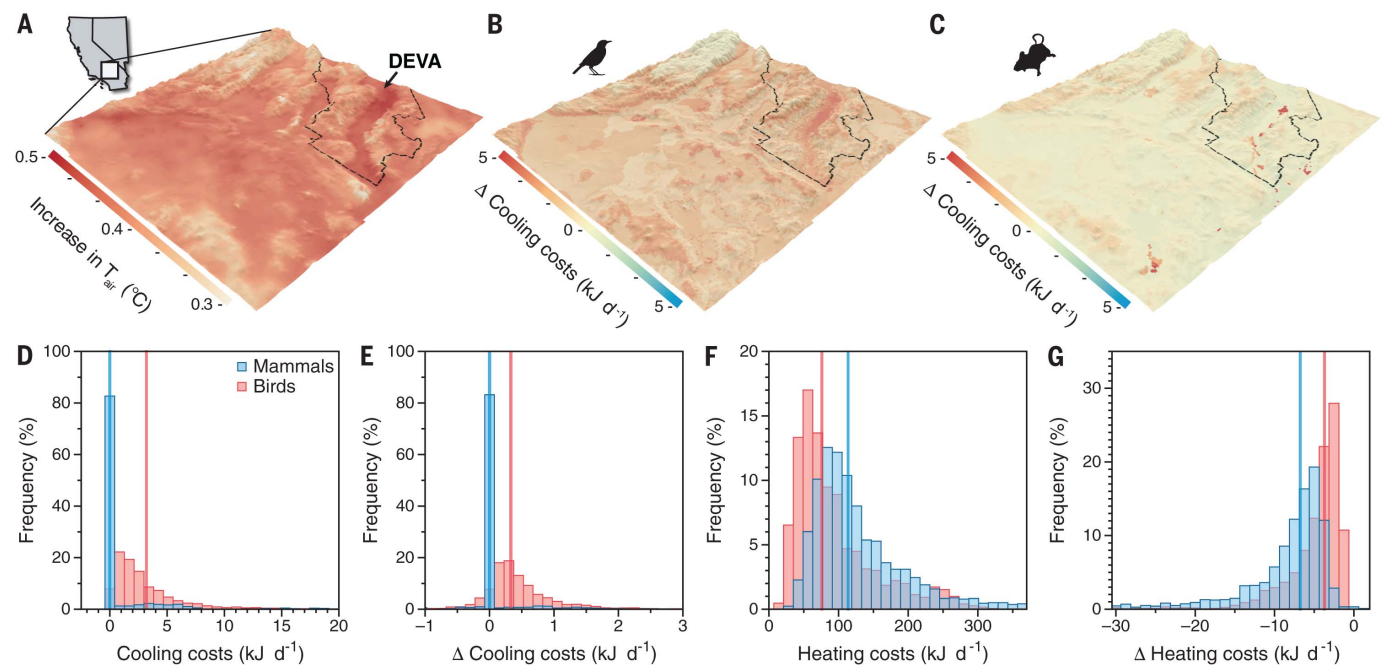 A
DEVA
0.5
0.4
0.3
Increase in Tair (°C)
B
5
0
5
Δ Cooling costs (kJ d-1)
C
5
0
5
Δ Cooling costs (kJ d-1)
D
Mammals
Birds
100
80
60
40
20
0
Frequency (%)
0 5 10 15 20
Cooling costs (kJ d-1)
E
100
80
60
40
20
0
Frequency (%)
−1 0 1 2 3
Δ Cooling costs (kJ d-1)
F
20
15
10
5
0
Frequency (%)
0 100 200 300
Heating costs (kJ d-1)
G
30
20
10
0
Frequency (%)
−30 −20 −10 0
Δ Heating costs (kJ d-1)